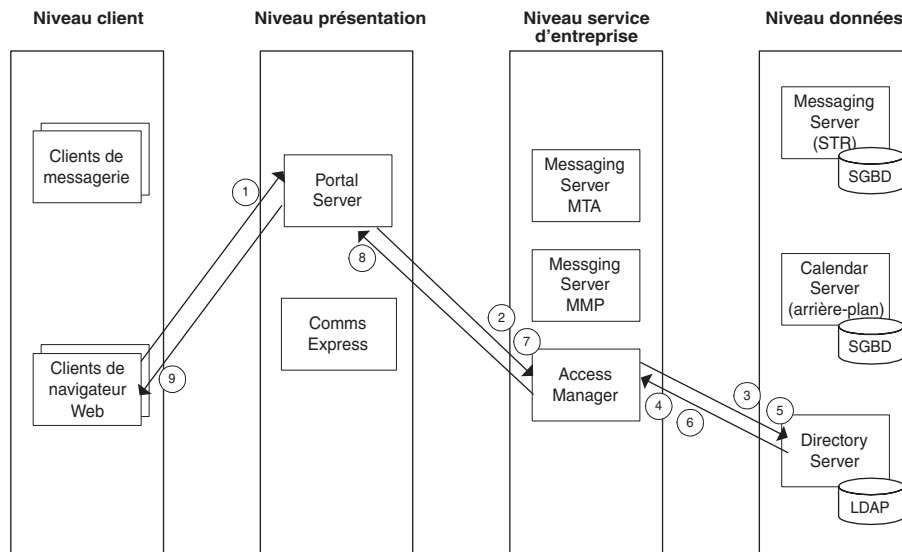 Niveau client
Niveau présentation
Niveau service
d'entreprise
Niveau données
Clients de
messagerie
Clients de
navigateur
Web
Portal
Server
Comms
Express
Messaging
Server
MTA
Messging
Server
MMP
Access
Manager
Messaging
Server
(STR)
SGBD
Calendar
Server
(arrière-plan)
SGBD
Directory
Server
LDAP
1
9
8
2
7
4
6
3
5